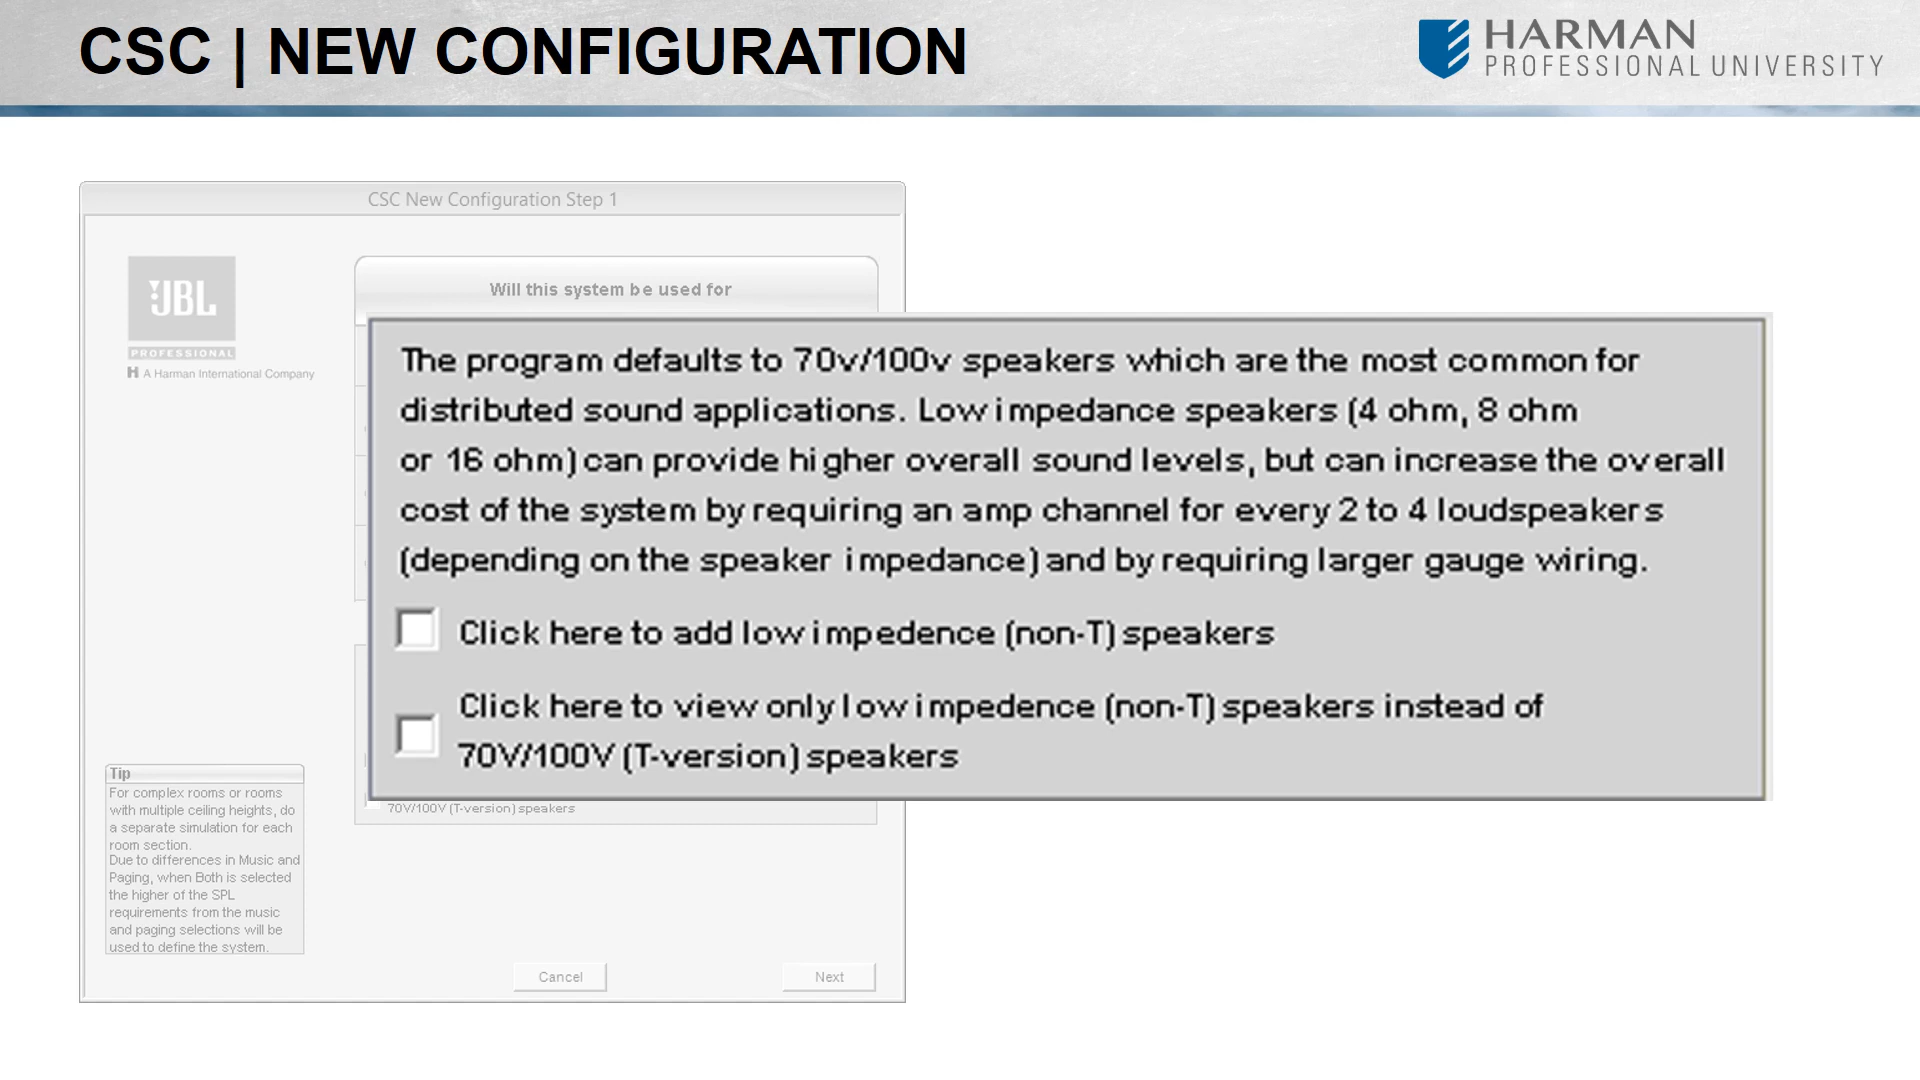 CSC | NEW CONFIGURATION
HARMAN
PROFESSIONAL UNIVERSITY
CSC New Configuration Step 1
JBL
PROFESSIONAL
H A Harman International Company
Will this system be used for
The program defaults to 70v/100v speakers which are the most common for
distributed sound applications. Low impedance speakers (4 ohm, 8 ohm
or 16 ohm) can provide higher overall sound levels, but can increase the overall
cost of the system by requiring an amp channel for every 2 to 4 loudspeakers
(depending on the speaker impedance) and by requiring larger gauge wiring.
Click here to add low impedence (non-T) speakers
Click here to view only low impedence (non-T) speakers instead of
70V/100V (T-version) speakers
70V/100V (T-version) speakers
Tip
For complex rooms or rooms
with multiple ceiling heights, do
a separate simulation for each
room section.
Due to differences in Music and
Paging, when Both is selected
the higher of the SPL
requirements from the music
and paging selections will be
used to define the system.
Cancel
Next